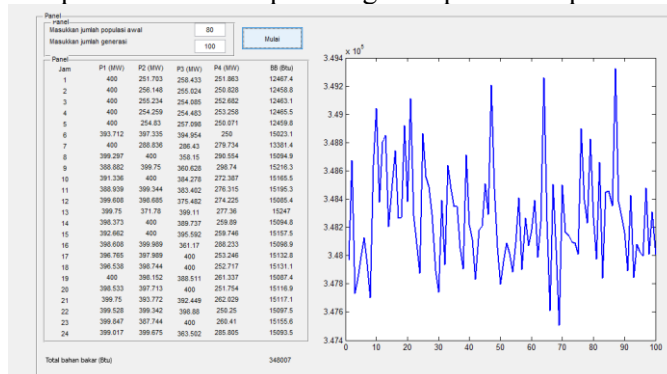 Panel
Panel
Masukkan jumlah populasi awal 80
Masukkan jumlah generasi 100
Mulai
Panel
Jam P1 (MW) P2 (MW) P3 (MW) P4 (MW) BB (Btu)
1 400 251.703 258.433 251.863 12467.4
2 400 256.148 255.024 250.828 12458.8
3 400 255.234 254.085 252.682 12463.1
4 400 254.259 254.483 253.258 12465.5
5 400 254.83 257.098 250.071 12459.8
6 393.712 397.335 394.954 250 15023.1
7 400 288.836 286.43 279.734 13381.4
8 399.297 400 358.15 290.554 15094.9
9 388.882 399.75 360.628 298.74 15216.3
10 391.336 400 384.278 272.387 15165.5
11 388.939 399.344 383.402 276.315 15195.3
12 399.608 398.685 375.482 274.225 15085.4
13 399.75 371.78 399.11 277.36 15247
14 398.373 400 389.737 259.89 15094.8
15 392.662 400 395.592 259.746 15157.5
16 398.608 399.989 361.17 288.233 15098.9
17 396.765 397.989 400 253.246 15132.8
18 396.538 398.744 400 252.717 15131.1
19 400 398.152 388.511 261.337 15087.4
20 398.533 397.713 400 251.754 15116.9
21 399.75 393.772 392.449 262.029 15117.1
22 399.528 399.342 398.88 250.25 15097.5
23 399.847 387.744 400 260.41 15155.6
24 399.017 399.675 363.502 285.805 15093.5
Total bahan bakar (Btu) 348007
3.494 × 10⁵
3.492
3.49
3.488
3.486
3.484
3.482
3.48
3.478
3.476
3.474
0 10 20 30 40 50 60 70 80 90 100